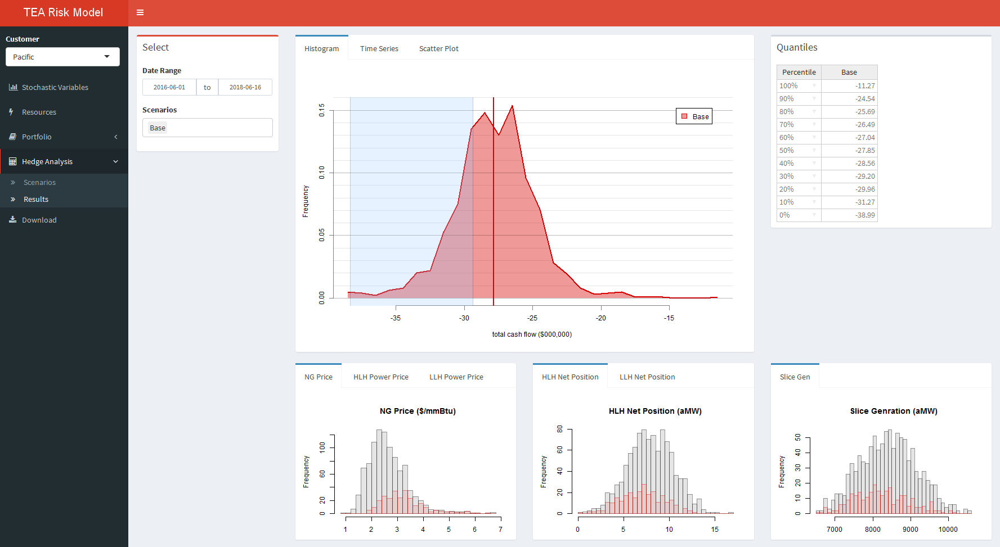 TEA Risk Model
Customer
Pacific
Stochastic Variables
Resources
Portfolio
Hedge Analysis
Scenarios
Results
Download
Select
Date Range
2016-06-01 to 2018-06-16
Scenarios
Base
Histogram Time Series Scatter Plot
Frequency
0.15
0.10
0.05
0.00
Base
-35 -30 -25 -20 -15
total cash flow ($000,000)
Quantiles
Percentile Base
100% -11.27
90% -24.54
80% -25.69
70% -26.49
60% -27.04
50% -27.85
40% -28.56
30% -29.20
20% -29.96
10% -31.27
0% -38.99
NG Price HLH Power Price LLH Power Price
NG Price ($/mmBtu)
Frequency
100
60
20
0
1 2 3 4 5 6 7
HLH Net Position LLH Net Position
HLH Net Position (aMW)
Frequency
80
60
40
20
0
0 5 10 15
Slice Gen
Slice Genration (aMW)
Frequency
50
40
30
20
10
0
7000 8000 9000 10000